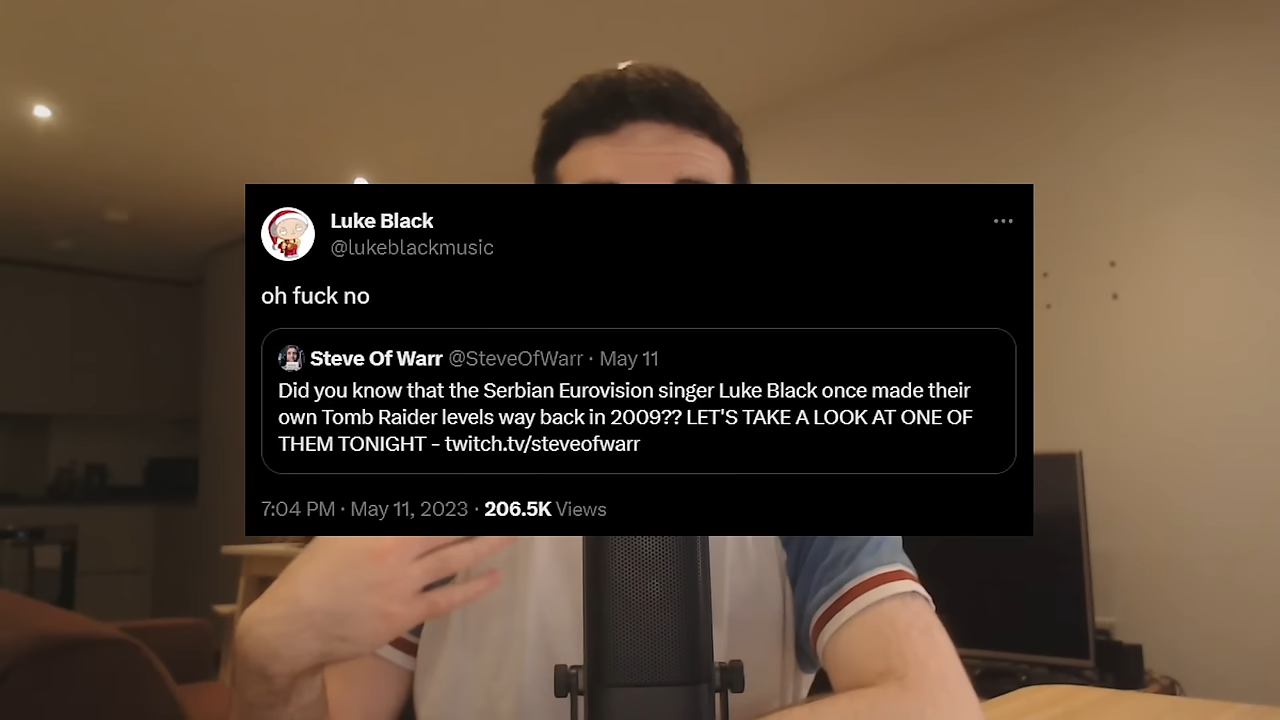 Luke Black
@lukeblackmusic
oh fuck no
Steve Of Warr @SteveOfWarr · May 11
Did you know that the Serbian Eurovision singer Luke Black once made their
own Tomb Raider levels way back in 2009?? LET'S TAKE A LOOK AT ONE OF
THEM TONIGHT - twitch.tv/steveofwarr
7:04 PM · May 11, 2023 · 206.5K Views